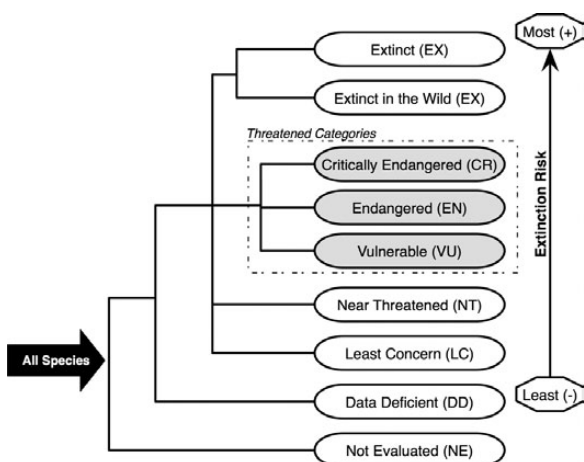 Most (+)
Extinct (EX)
Extinct in the Wild (EX)
Threatened Categories
Critically Endangered (CR)
Endangered (EN)
Vulnerable (VU)
Extinction Risk
Near Threatened (NT)
All Species
Least Concern (LC)
Least (-)
Data Deficient (DD)
Not Evaluated (NE)